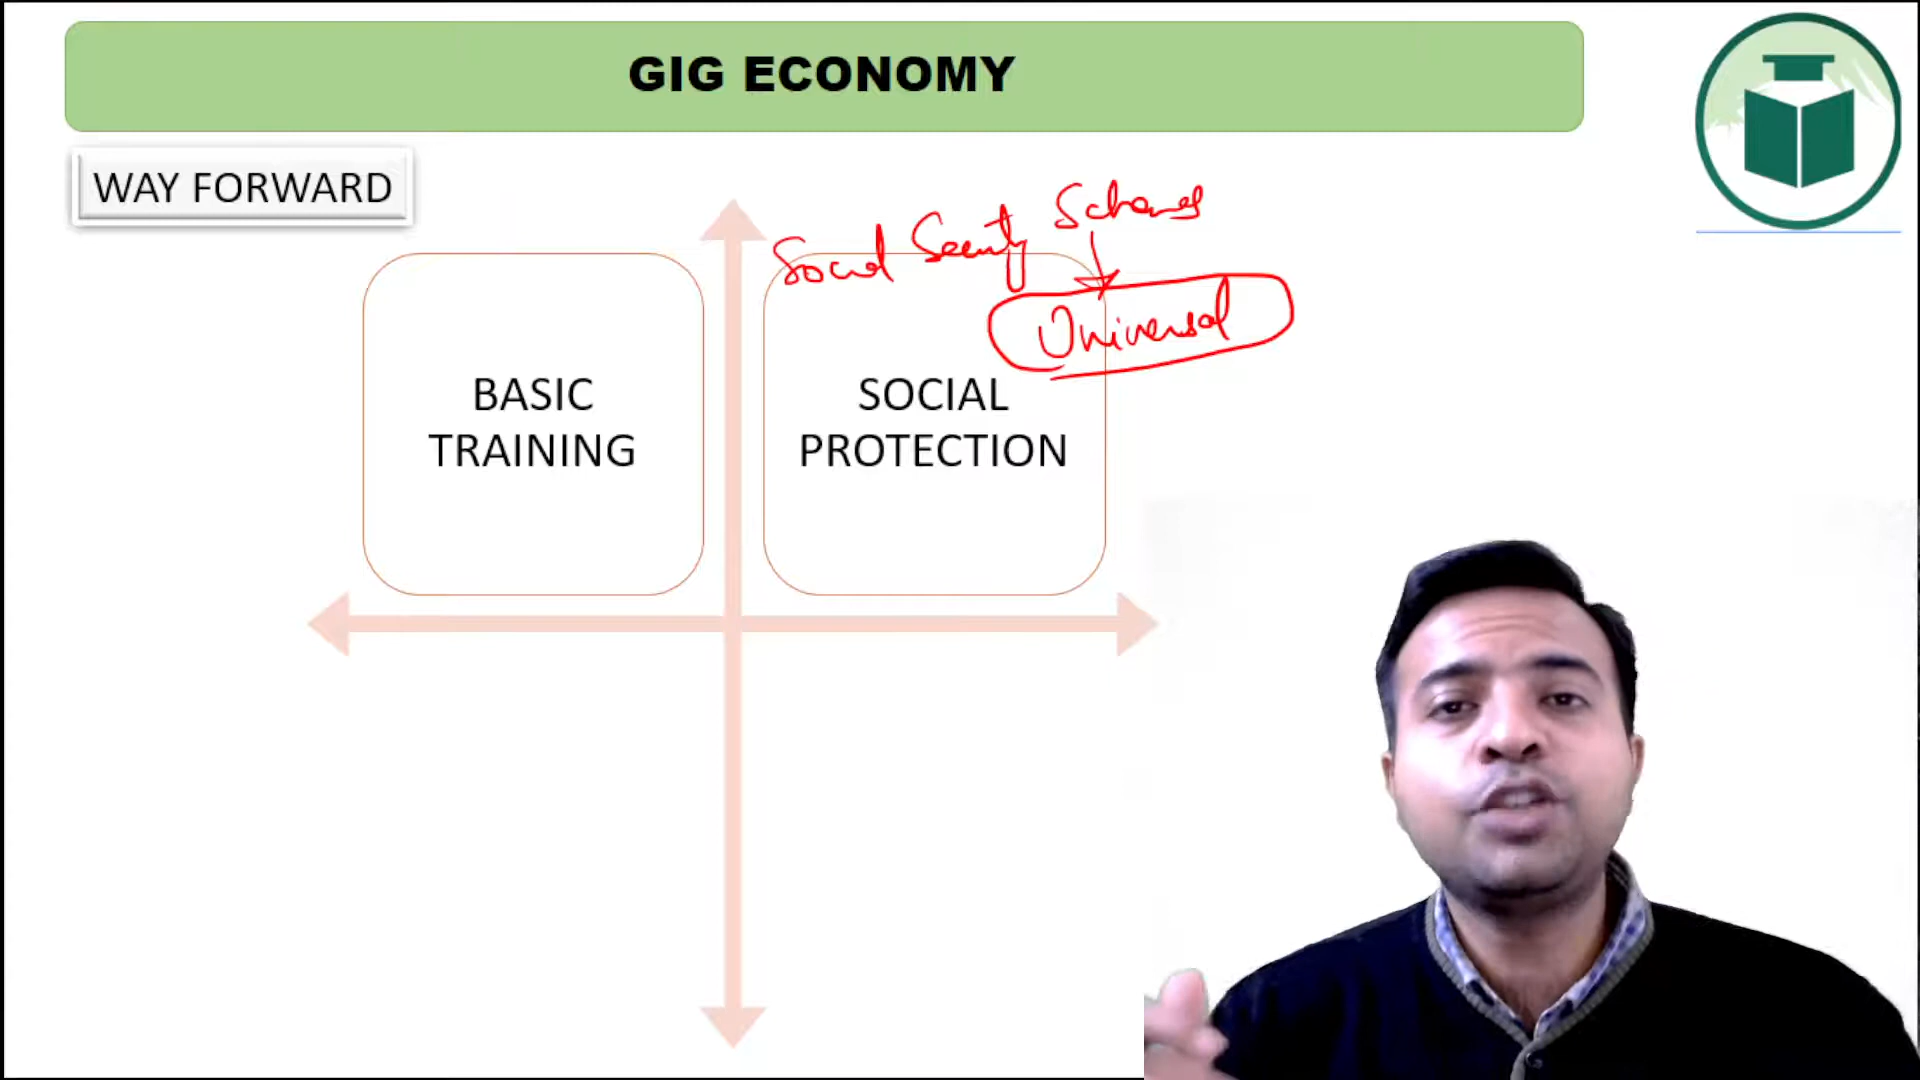 GIG ECONOMY
WAY FORWARD
Social Security Schemes
Universal
BASIC
TRAINING
SOCIAL
PROTECTION